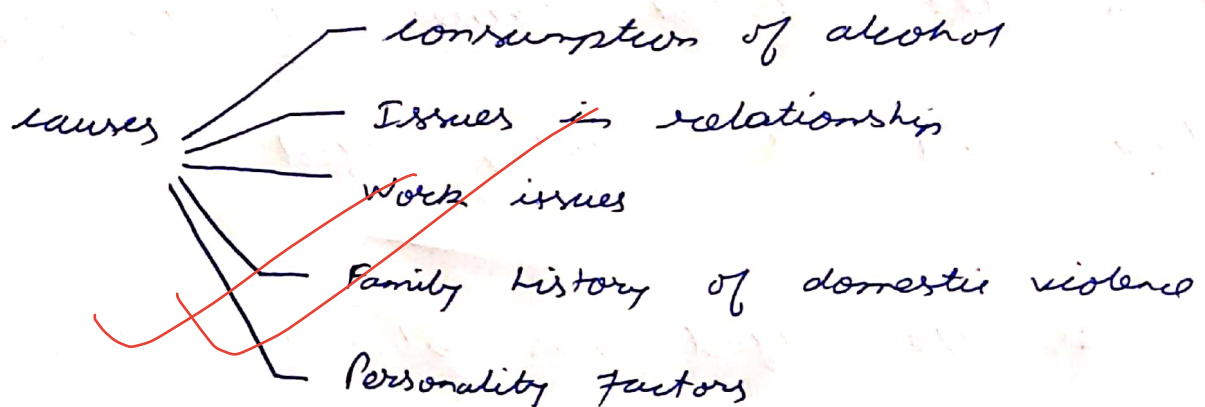 consumption of alcohol
causes
Issues in relationship
Work issues
Family history of domestic violence
Personality Factors